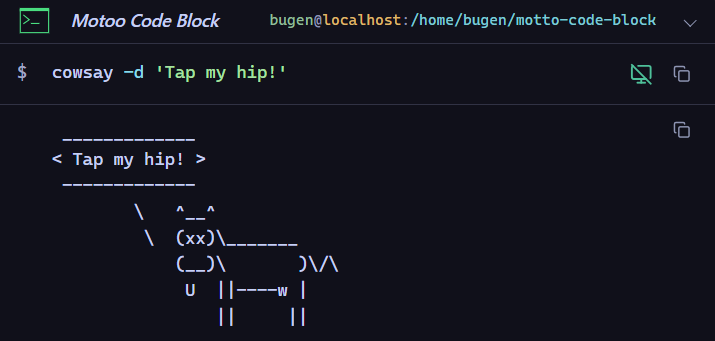 >_ Motoo Code Block bugen@localhost:/home/bugen/motto-code-block
$ cowsay -d 'Tap my hip!'
 _____________
< Tap my hip! >
 -------------
        \   ^__^
         \  (xx)\_______
            (__)\       )\/\
             U  ||----w |
                ||     ||